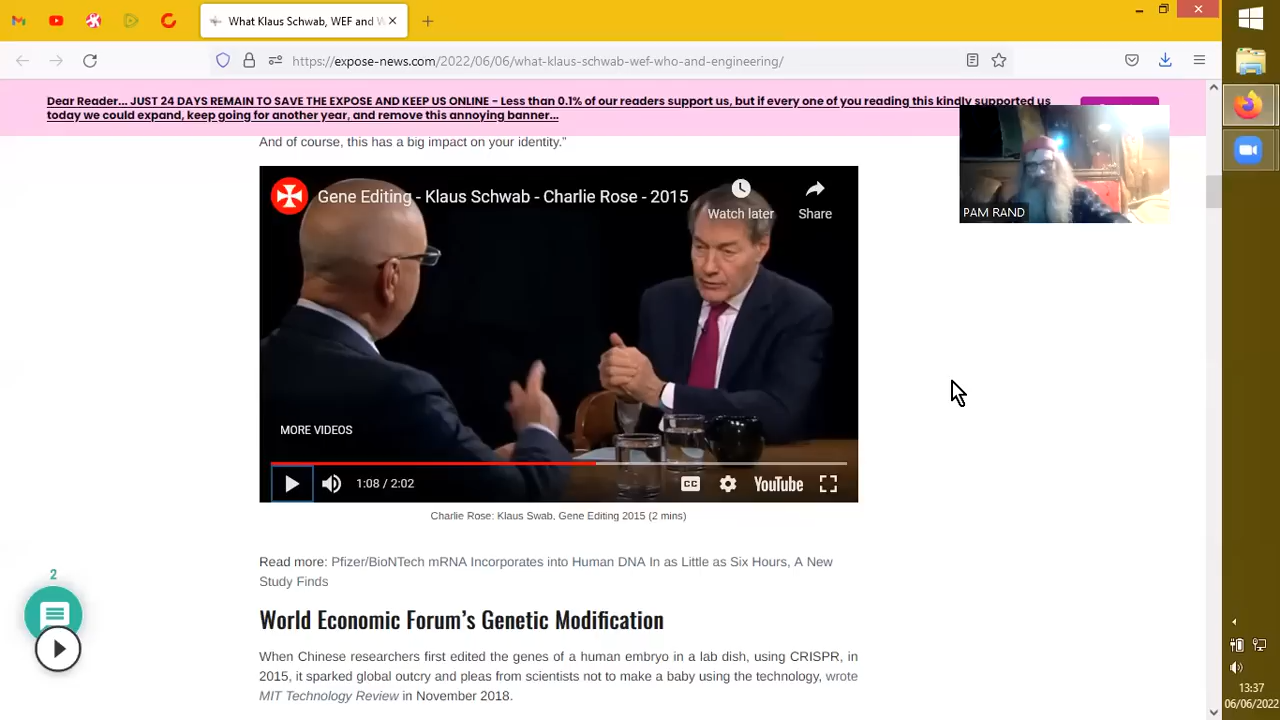 What Klaus Schwab, WEF and W
https://expose-news.com/2022/06/06/what-klaus-schwab-wef-who-and-engineering/
Dear Reader... JUST 24 DAYS REMAIN TO SAVE THE EXPOSE AND KEEP US ONLINE - Less than 0.1% of our readers support us, but if every one of you reading this kindly supported us
today we could expand, keep going for another year, and remove this annoying banner...
And of course, this has a big impact on your identity.”
PAM RAND
Gene Editing - Klaus Schwab - Charlie Rose - 2015
Watch later
Share
MORE VIDEOS
1:08 / 2:02
CC
YouTube
Charlie Rose: Klaus Swab, Gene Editing 2015 (2 mins)
Read more: Pfizer/BioNTech mRNA Incorporates into Human DNA In as Little as Six Hours, A New
Study Finds
2
World Economic Forum’s Genetic Modification
When Chinese researchers first edited the genes of a human embryo in a lab dish, using CRISPR, in
2015, it sparked global outcry and pleas from scientists not to make a baby using the technology, wrote
MIT Technology Review in November 2018.
13:37
06/06/2022